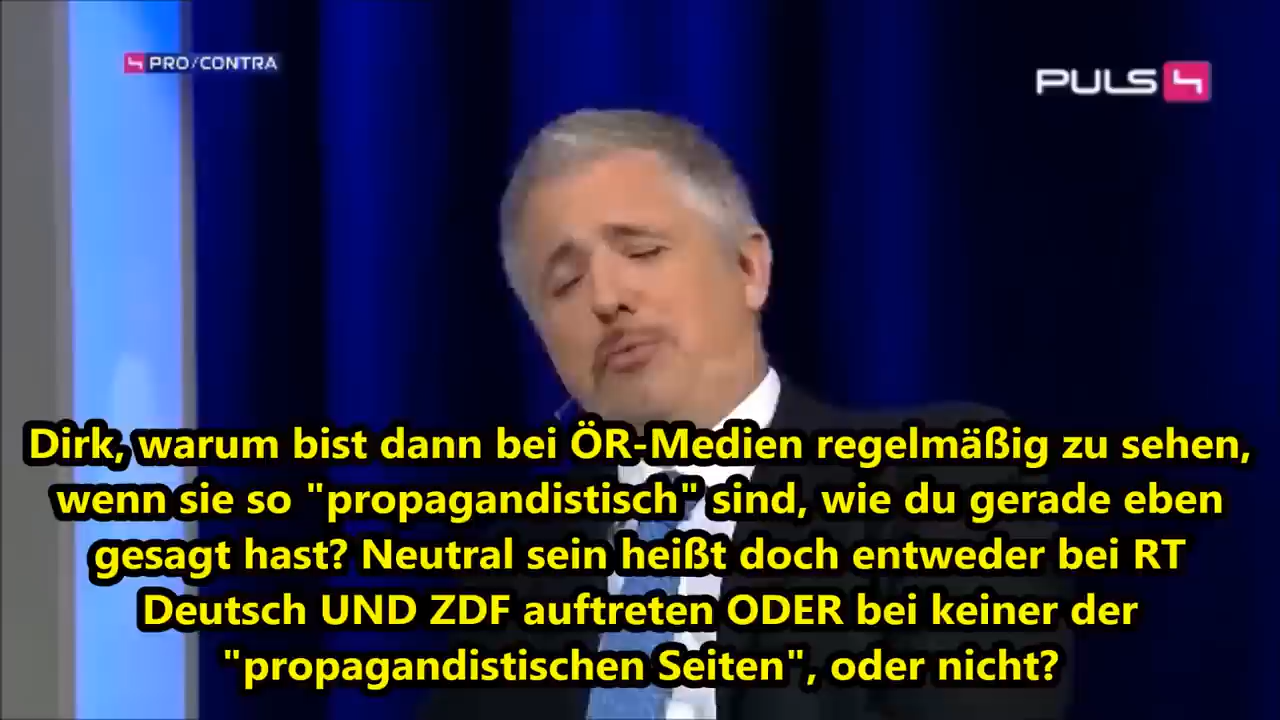 PRO/CONTRA
PULS 4
Dirk, warum bist dann bei ÖR-Medien regelmäßig zu sehen,
wenn sie so "propagandistisch" sind, wie du gerade eben
gesagt hast? Neutral sein heißt doch entweder bei RT
Deutsch UND ZDF auftreten ODER bei keiner der
"propagandistischen Seiten", oder nicht?